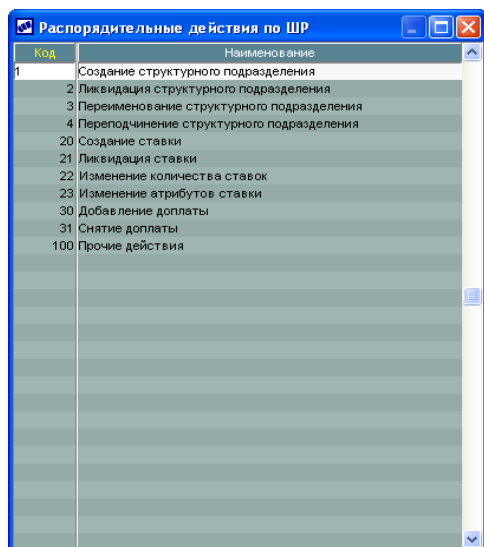 Распорядительные действия по ШР
Код Наименование
1 Создание структурного подразделения
2 Ликвидация структурного подразделения
3 Переименование структурного подразделения
4 Переподчинение структурного подразделения
20 Создание ставки
21 Ликвидация ставки
22 Изменение количества ставок
23 Изменение атрибутов ставки
30 Добавление доплаты
31 Снятие доплаты
100 Прочие действия